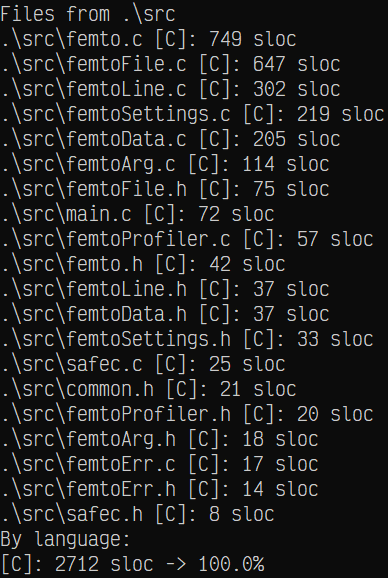 Files from .\src
.\src\femto.c [C]: 749 sloc
.\src\femtoFile.c [C]: 647 sloc
.\src\femtoLine.c [C]: 302 sloc
.\src\femtoSettings.c [C]: 219 sloc
.\src\femtoData.c [C]: 205 sloc
.\src\femtoArg.c [C]: 114 sloc
.\src\femtoFile.h [C]: 75 sloc
.\src\main.c [C]: 72 sloc
.\src\femtoProfiler.c [C]: 57 sloc
.\src\femto.h [C]: 42 sloc
.\src\femtoLine.h [C]: 37 sloc
.\src\femtoData.h [C]: 37 sloc
.\src\femtoSettings.h [C]: 33 sloc
.\src\safec.c [C]: 25 sloc
.\src\common.h [C]: 21 sloc
.\src\femtoProfiler.h [C]: 20 sloc
.\src\femtoArg.h [C]: 18 sloc
.\src\femtoErr.c [C]: 17 sloc
.\src\femtoErr.h [C]: 14 sloc
.\src\safec.h [C]: 8 sloc
By language:
[C]: 2712 sloc -> 100.0%